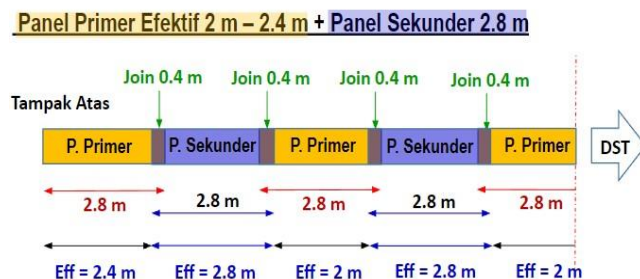 Panel Primer Efektif 2 m – 2.4 m + Panel Sekunder 2.8 m
Join 0.4 m Join 0.4 m Join 0.4 m Join 0.4 m
Tampak Atas
P. Primer P. Sekunder P. Primer P. Sekunder P. Primer DST
2.8 m 2.8 m 2.8 m 2.8 m 2.8 m
Eff = 2.4 m Eff = 2.8 m Eff = 2 m Eff = 2.8 m Eff = 2 m